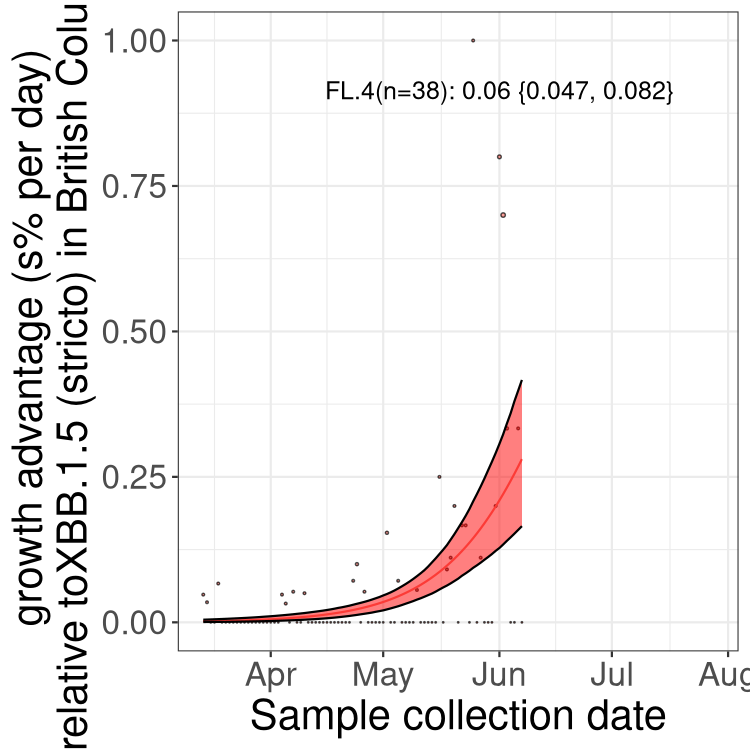 growth advantage (s% per day)
relative toXBB.1.5 (stricto) in British Colu
1.00
0.75
0.50
0.25
0.00
FL.4(n=38): 0.06 {0.047, 0.082}
Apr May Jun Jul Aug
Sample collection date